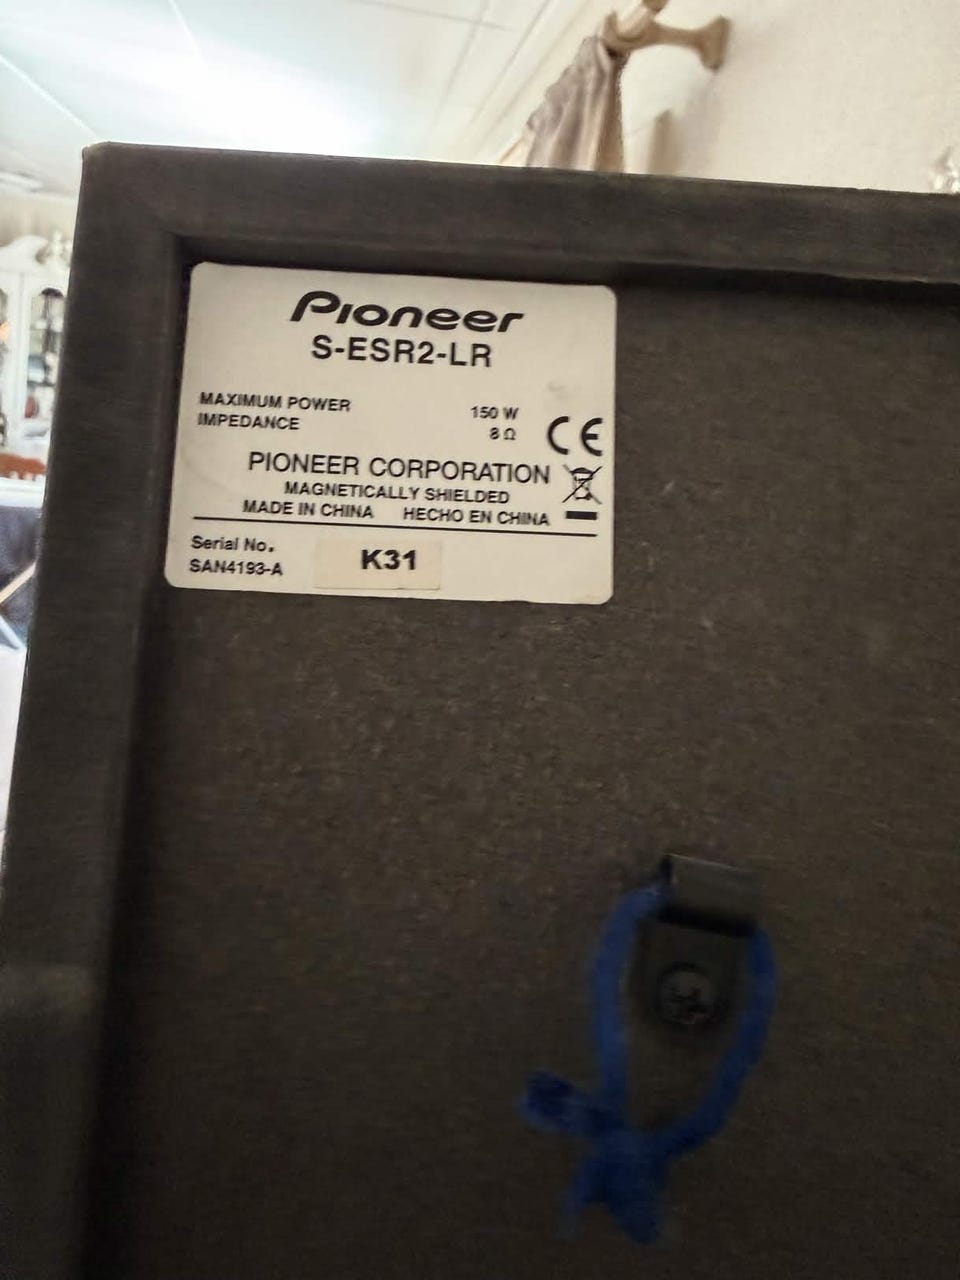 Pioneer
S-ESR2-LR
MAXIMUM POWER 150 W
IMPEDANCE 8 Ω
CE
PIONEER CORPORATION
MAGNETICALLY SHIELDED
MADE IN CHINA HECHO EN CHINA
Serial No.
SAN4193-A
K31